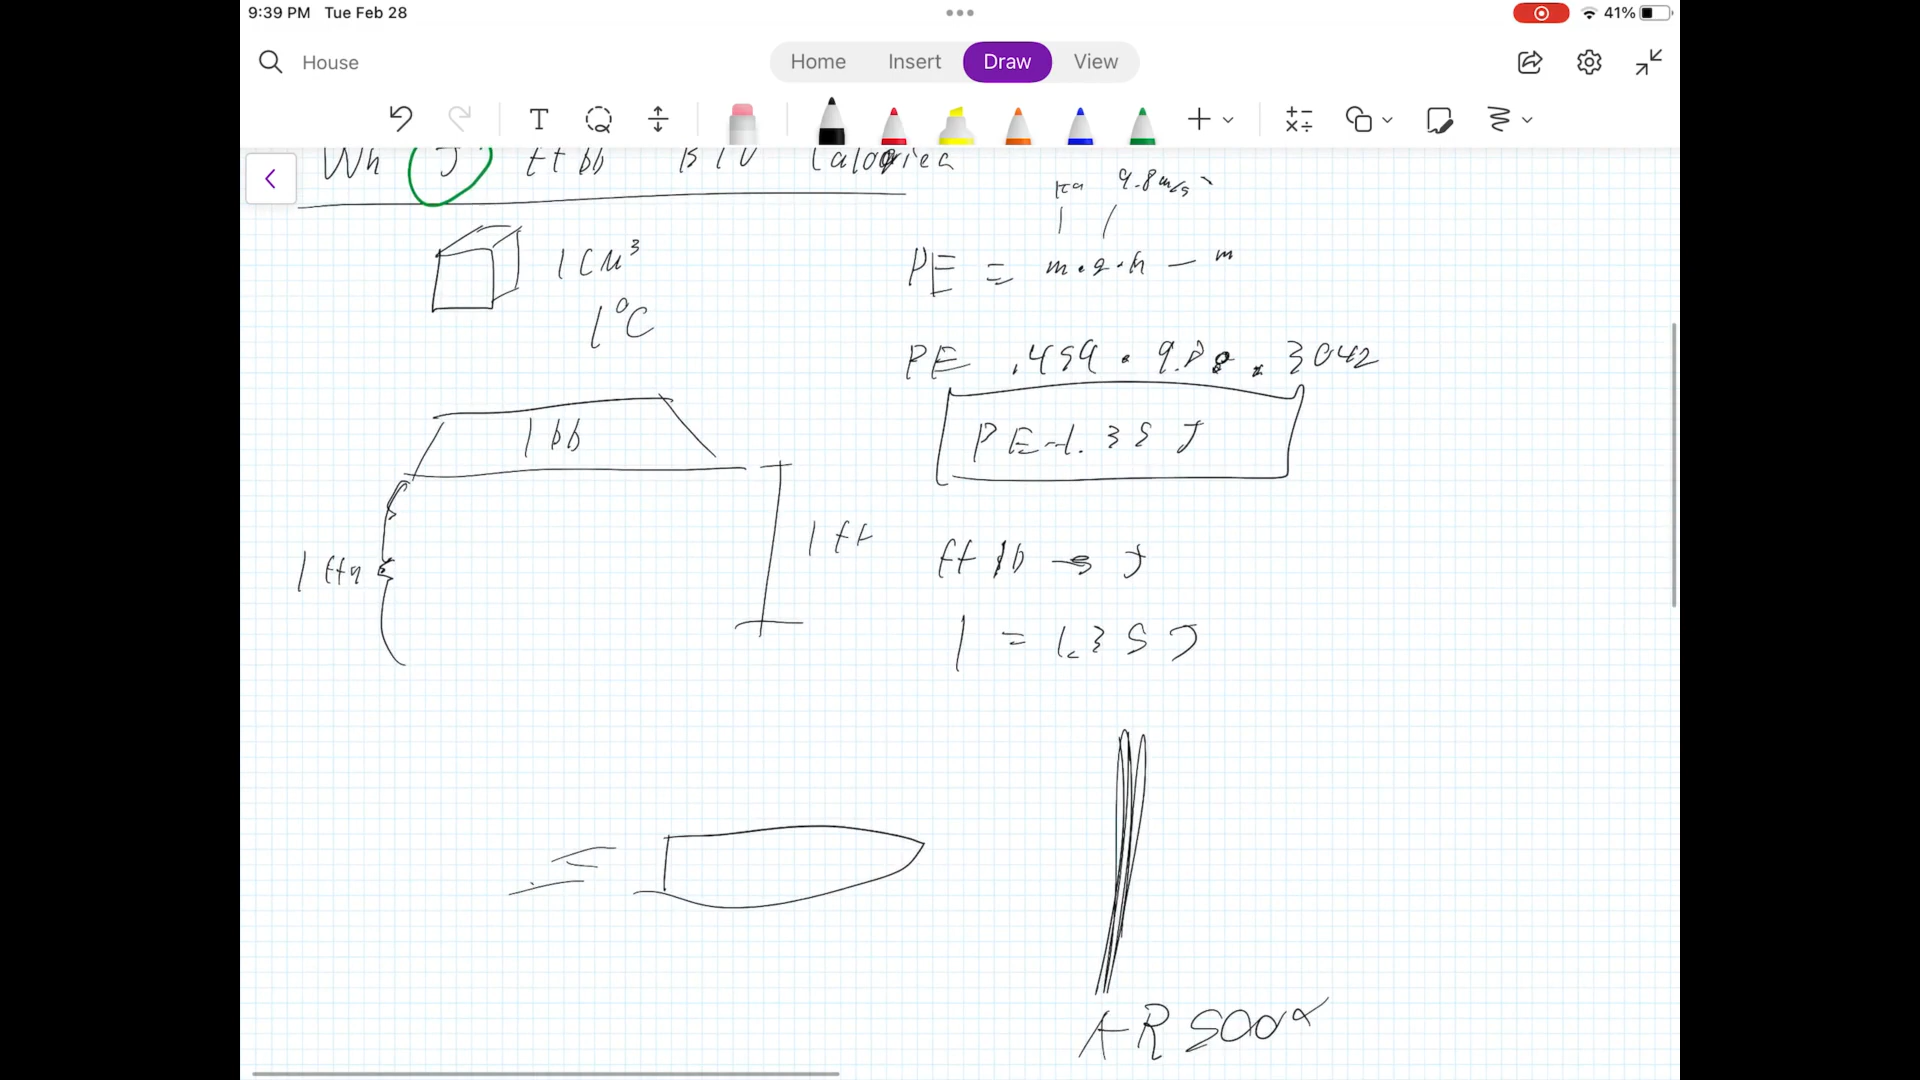 9:39 PM Tue Feb 28
41%
House
Home Insert Draw View
Wh J ft lb BTU Calories
9.8 m/s²
1 CM³
PE = m·g·h – m
1°C
PE .454 · 9.8 · .3042
1 lb
PE = 1.35 J
1 ft
ft lb → J
1 = 1.35 J
AR 500